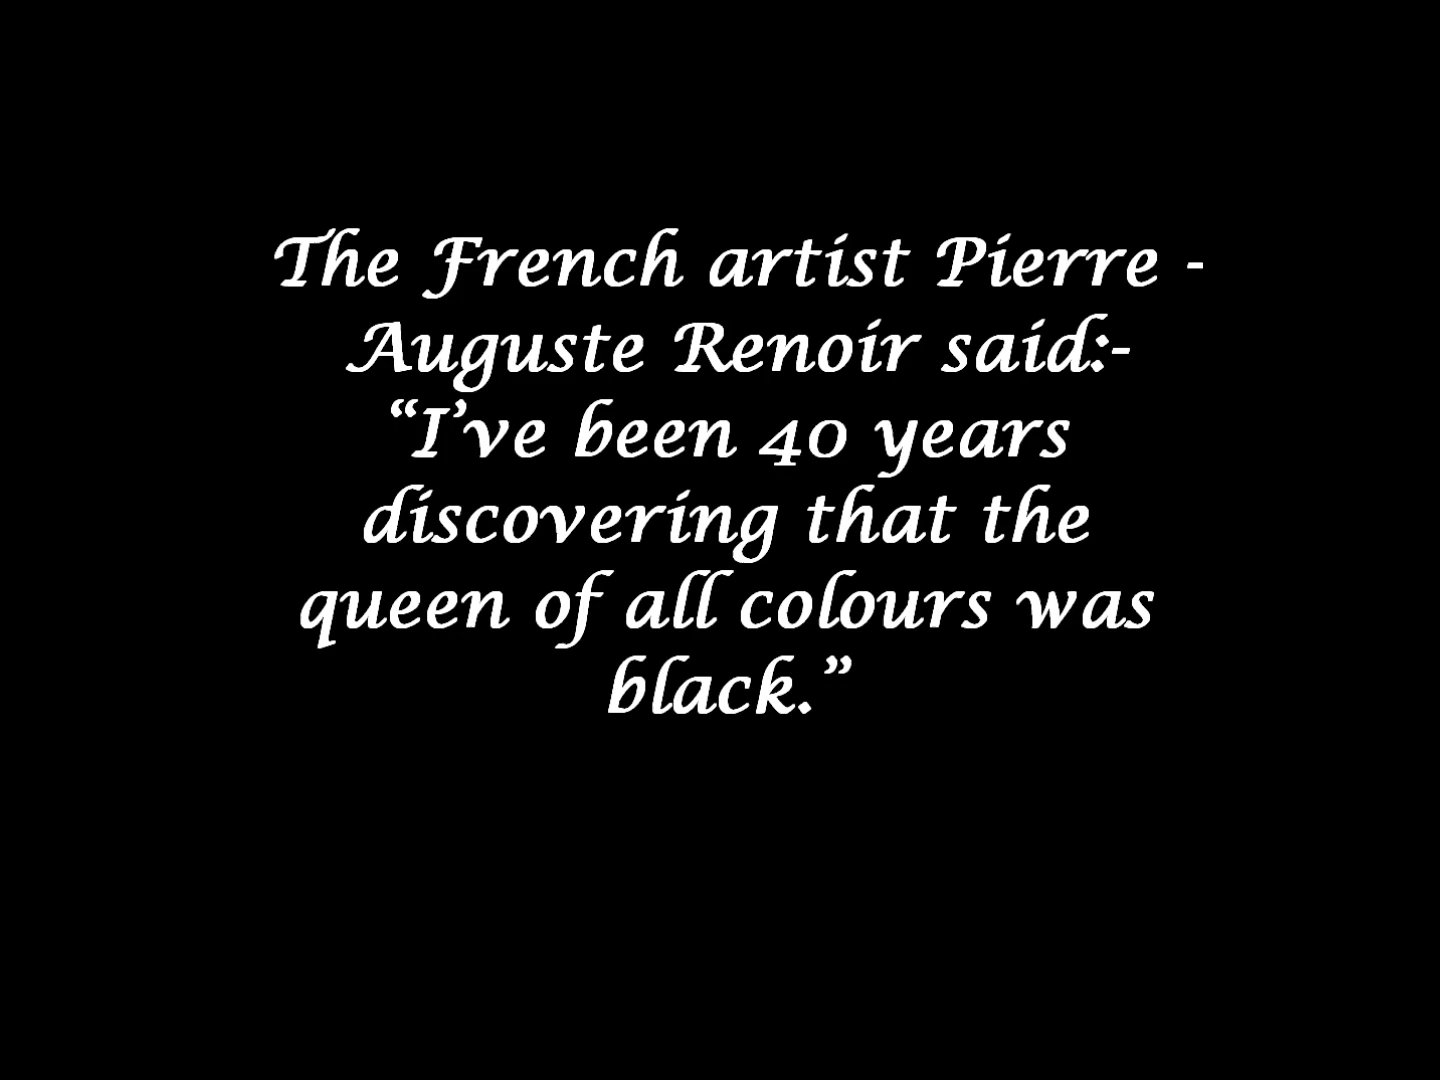 The French artist Pierre -
Auguste Renoir said:-
“I’ve been 40 years
discovering that the
queen of all colours was
black.”